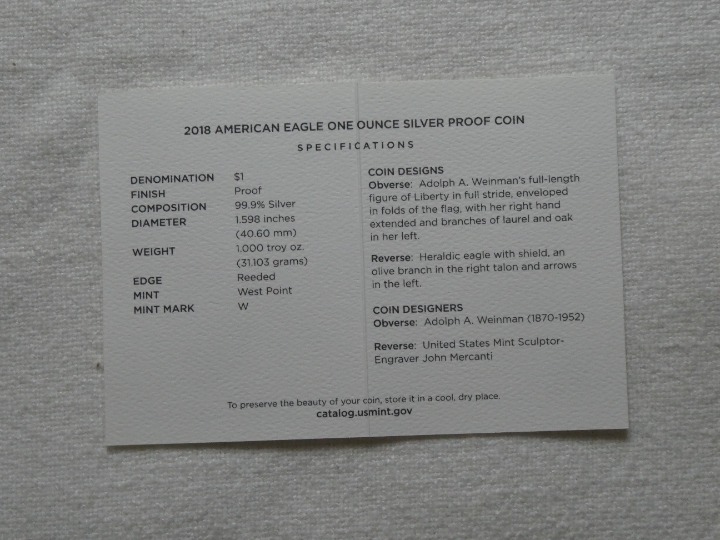 2018 AMERICAN EAGLE ONE OUNCE SILVER PROOF COIN
SPECIFICATIONS
DENOMINATION $1
FINISH Proof
COMPOSITION 99.9% Silver
DIAMETER 1.598 inches
(40.60 mm)
WEIGHT 1.000 troy oz.
(31.103 grams)
EDGE Reeded
MINT West Point
MINT MARK W
COIN DESIGNS
Obverse: Adolph A. Weinman's full-length
figure of Liberty in full stride, enveloped
in folds of the flag, with her right hand
extended and branches of laurel and oak
in her left.
Reverse: Heraldic eagle with shield, an
olive branch in the right talon and arrows
in the left.
COIN DESIGNERS
Obverse: Adolph A. Weinman (1870-1952)
Reverse: United States Mint Sculptor-
Engraver John Mercanti
To preserve the beauty of your coin, store it in a cool, dry place.
catalog.usmint.gov